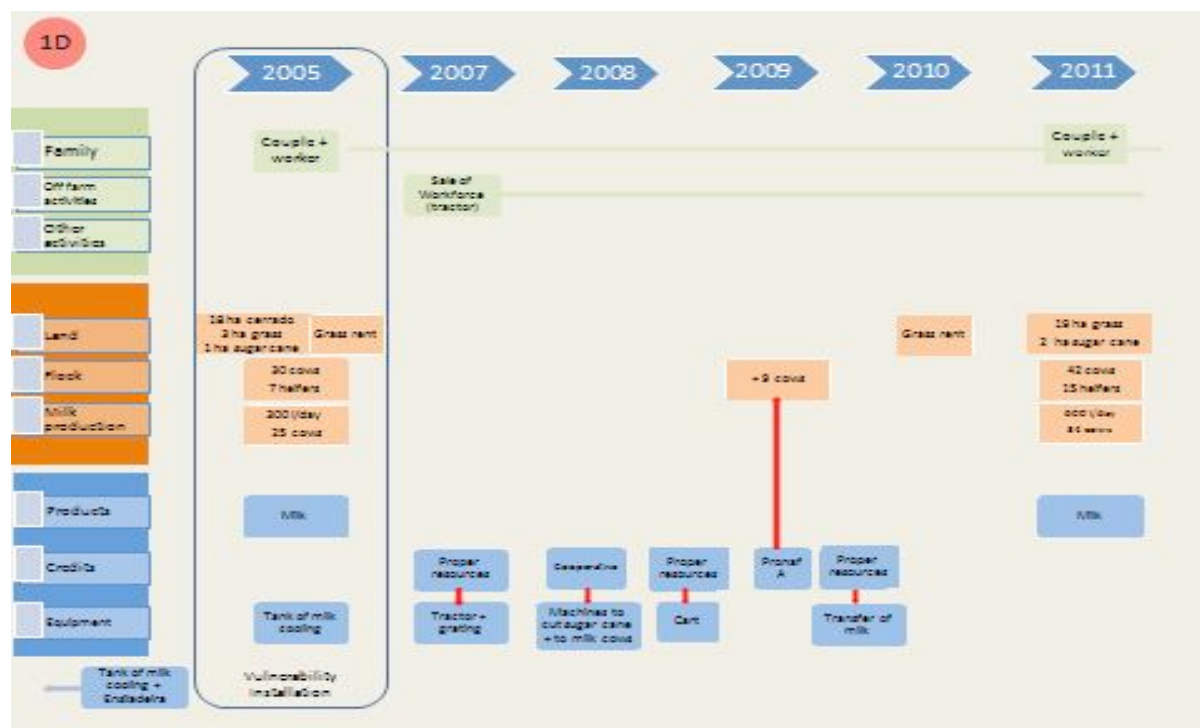 1D
2005
2007
2008
2009
2010
2011
Family
Couple +
worker
Couple +
worker
Off farm
activities
Sale of
Workforce
(tractor)
Other
activities
Land
3 ha grass
1 ha sugar cane
Grass rent
Grass rent
19 ha grass
2 ha sugar cane
Flock
30 cows
7 heifers
+ 9 cows
42 cows
15 heifers
Milk
production
300 l/day
25 cows
l/day
cows
Products
Milk
Milk
Credits
Proper
resources
Cooperative
Proper
resources
Pronaf
A
Proper
resources
Equipment
Tank of milk
cooling
Tractor +
grating
Machines to
cut sugar cane
+ to milk cows
Cart
Transfer of
milk
Tank of milk
cooling +
Ensiladeira
Vulnerability
Installation